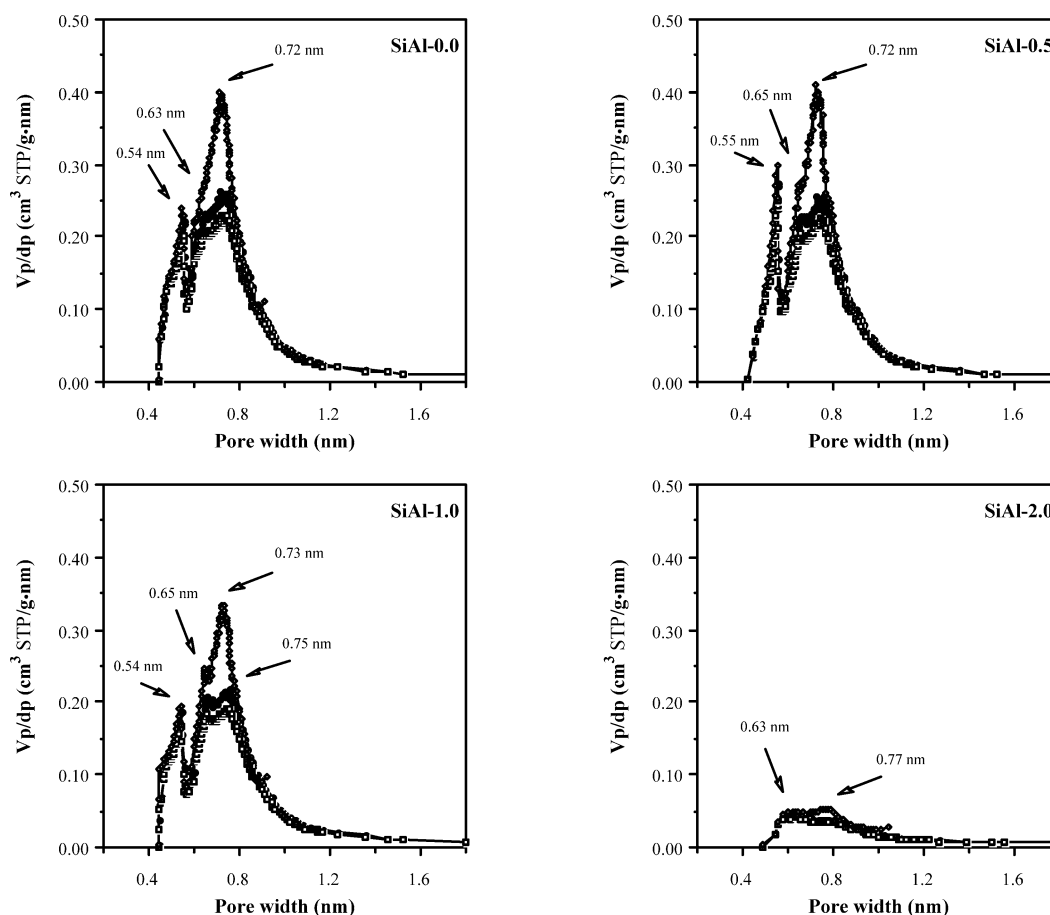 SiAl-0.0
0.72 nm
0.63 nm
0.54 nm
Vp/dp (cm³ STP/g•nm)
0.50
0.40
0.30
0.20
0.10
0.00
0.4 0.8 1.2 1.6
Pore width (nm)
SiAl-0.5
0.72 nm
0.65 nm
0.55 nm
Vp/dp (cm³ STP/g•nm)
0.50
0.40
0.30
0.20
0.10
0.00
0.4 0.8 1.2 1.6
Pore width (nm)
SiAl-1.0
0.73 nm
0.65 nm
0.75 nm
0.54 nm
Vp/dp (cm³ STP/g•nm)
0.50
0.40
0.30
0.20
0.10
0.00
0.4 0.8 1.2 1.6
Pore width (nm)
SiAl-2.0
0.63 nm
0.77 nm
Vp/dp (cm³ STP/g•nm)
0.50
0.40
0.30
0.20
0.10
0.00
0.4 0.8 1.2 1.6
Pore width (nm)